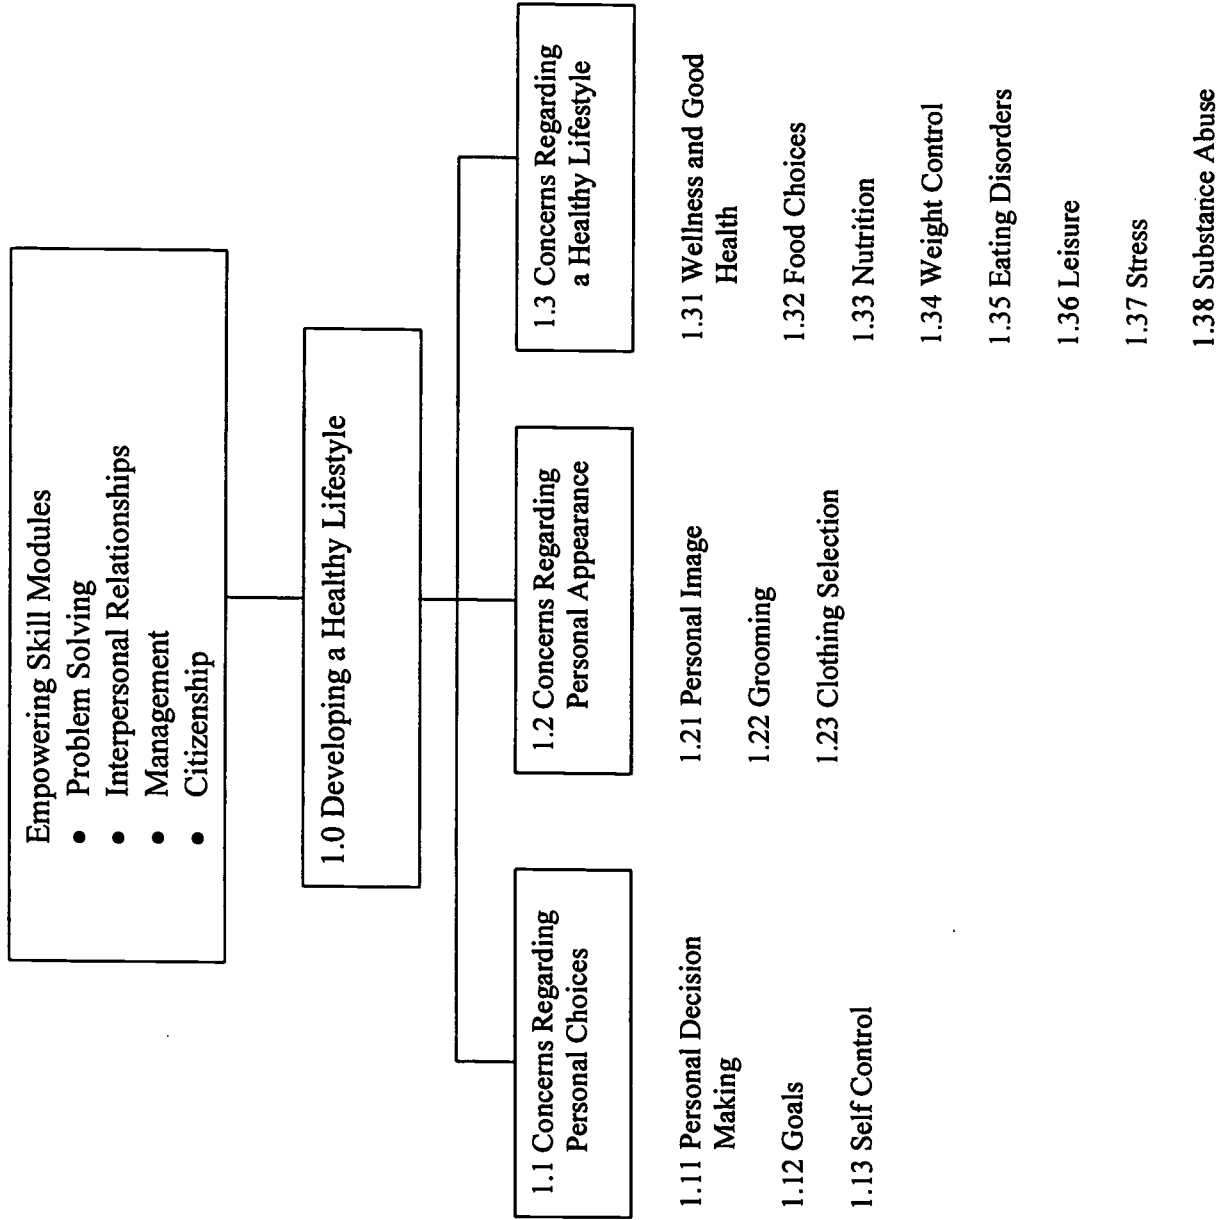 Empowering Skill Modules
• Problem Solving
• Interpersonal Relationships
• Management
• Citizenship
1.0 Developing a Healthy Lifestyle
1.1 Concerns Regarding
Personal Choices
1.11 Personal Decision
Making
1.12 Goals
1.13 Self Control
1.2 Concerns Regarding
Personal Appearance
1.21 Personal Image
1.22 Grooming
1.23 Clothing Selection
1.3 Concerns Regarding
a Healthy Lifestyle
1.31 Wellness and Good
Health
1.32 Food Choices
1.33 Nutrition
1.34 Weight Control
1.35 Eating Disorders
1.36 Leisure
1.37 Stress
1.38 Substance Abuse